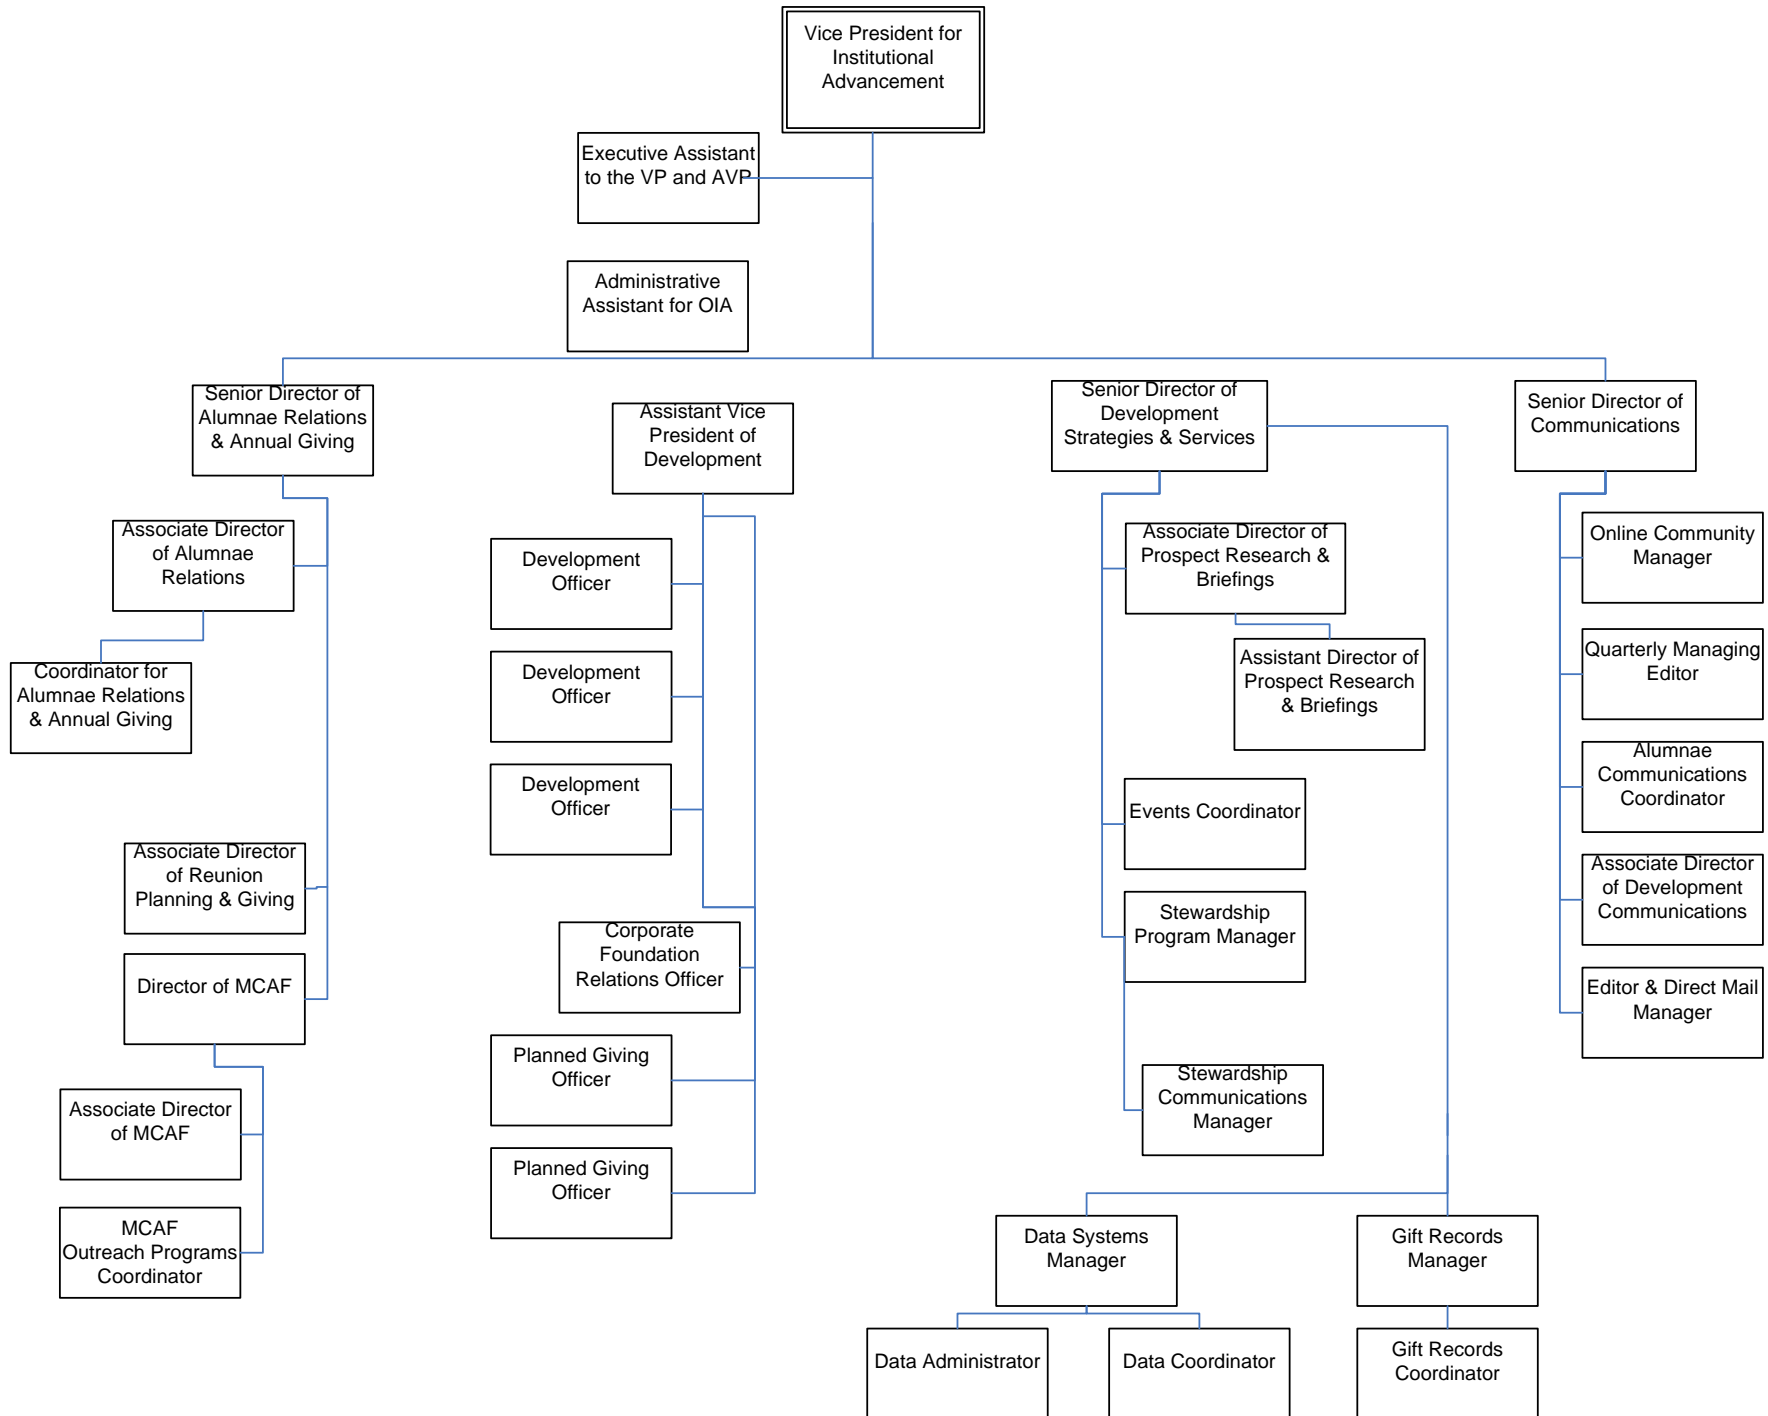 Vice President for
Institutional
Advancement
Executive Assistant
to the VP and AVP
Administrative
Assistant for OIA
Senior Director of
Alumnae Relations
& Annual Giving
Assistant Vice
President of
Development
Senior Director of
Development
Strategies & Services
Senior Director of
Communications
Associate Director
of Alumnae
Relations
Coordinator for
Alumnae Relations
& Annual Giving
Associate Director
of Reunion
Planning & Giving
Director of MCAF
Associate Director
of MCAF
MCAF
Outreach Programs
Coordinator
Development
Officer
Development
Officer
Development
Officer
Corporate
Foundation
Relations Officer
Planned Giving
Officer
Planned Giving
Officer
Associate Director of
Prospect Research &
Briefings
Assistant Director of
Prospect Research
& Briefings
Events Coordinator
Stewardship
Program Manager
Stewardship
Communications
Manager
Data Systems
Manager
Gift Records
Manager
Data Administrator
Data Coordinator
Gift Records
Coordinator
Online Community
Manager
Quarterly Managing
Editor
Alumnae
Communications
Coordinator
Associate Director
of Development
Communications
Editor & Direct Mail
Manager